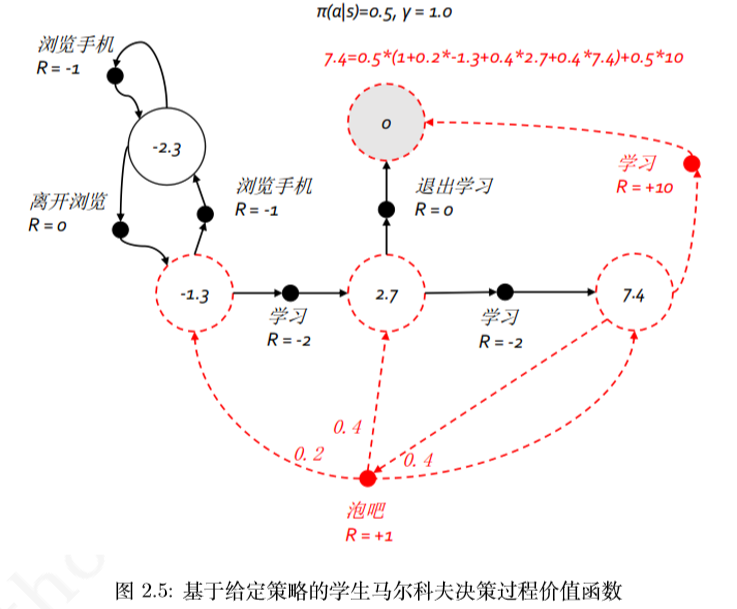 π(a|s)=0.5, γ = 1.0
7.4=0.5*(1+0.2*-1.3+0.4*2.7+0.4*7.4)+0.5*10
浏览手机
R = -1
0
-2.3
学习
R = +10
浏览手机
R = -1
退出学习
R = 0
离开浏览
R = 0
-1.3
2.7
7.4
学习
R = -2
学习
R = -2
0.4
0.2
0.4
泡吧
R = +1
图 2.5: 基于给定策略的学生马尔科夫决策过程价值函数